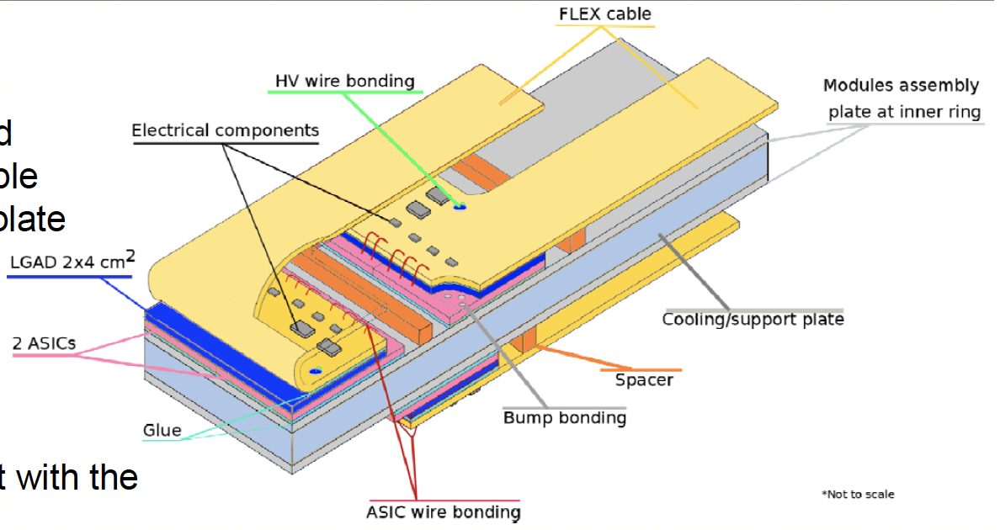 FLEX cable
HV wire bonding
Modules assembly
plate at inner ring
Electrical components
d
ble
plate
LGAD 2x4 cm²
2 ASICs
Cooling/support plate
Spacer
Bump bonding
Glue
t with the
ASIC wire bonding
*Not to scale